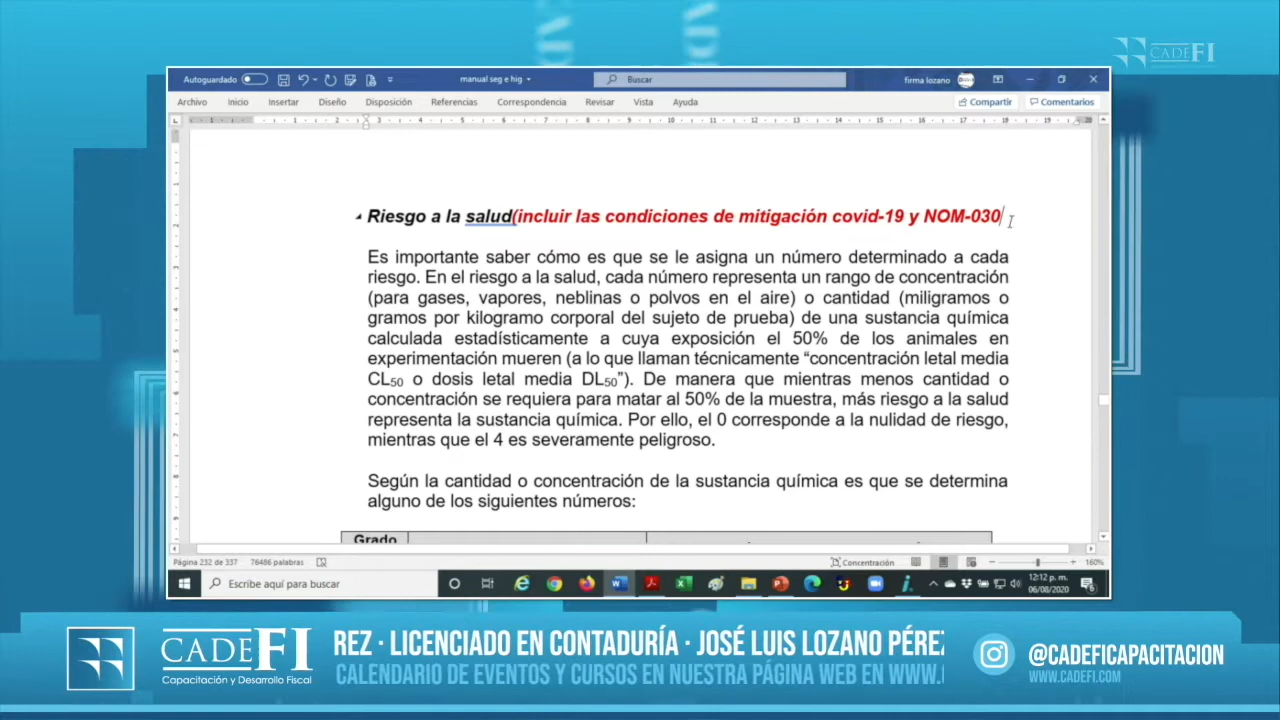 CADEFI
Autoguardado
manual seg e hig
Buscar
firma lozano
Archivo Inicio Insertar Diseño Disposición Referencias Correspondencia Revisar Vista Ayuda Compartir Comentarios
Riesgo a la salud(incluir las condiciones de mitigación covid-19 y NOM-030
Es importante saber cómo es que se le asigna un número determinado a cada
riesgo. En el riesgo a la salud, cada número representa un rango de concentración
(para gases, vapores, neblinas o polvos en el aire) o cantidad (miligramos o
gramos por kilogramo corporal del sujeto de prueba) de una sustancia química
calculada estadísticamente a cuya exposición el 50% de los animales en
experimentación mueren (a lo que llaman técnicamente “concentración letal media
CL50 o dosis letal media DL50”). De manera que mientras menos cantidad o
concentración se requiera para matar al 50% de la muestra, más riesgo a la salud
representa la sustancia química. Por ello, el 0 corresponde a la nulidad de riesgo,
mientras que el 4 es severamente peligroso.
Según la cantidad o concentración de la sustancia química es que se determina
alguno de los siguientes números:
Grado
Página 232 de 337 76486 palabras Concentración 160%
Escribe aquí para buscar
12:12 p. m.
06/08/2020
CADEFI
Capacitación y Desarrollo Fiscal
REZ · LICENCIADO EN CONTADURÍA · JOSÉ LUIS LOZANO PÉREZ
CALENDARIO DE EVENTOS Y CURSOS EN NUESTRA PÁGINA WEB EN WWW.
@CADEFICAPACITACION
WWW.CADEFI.COM